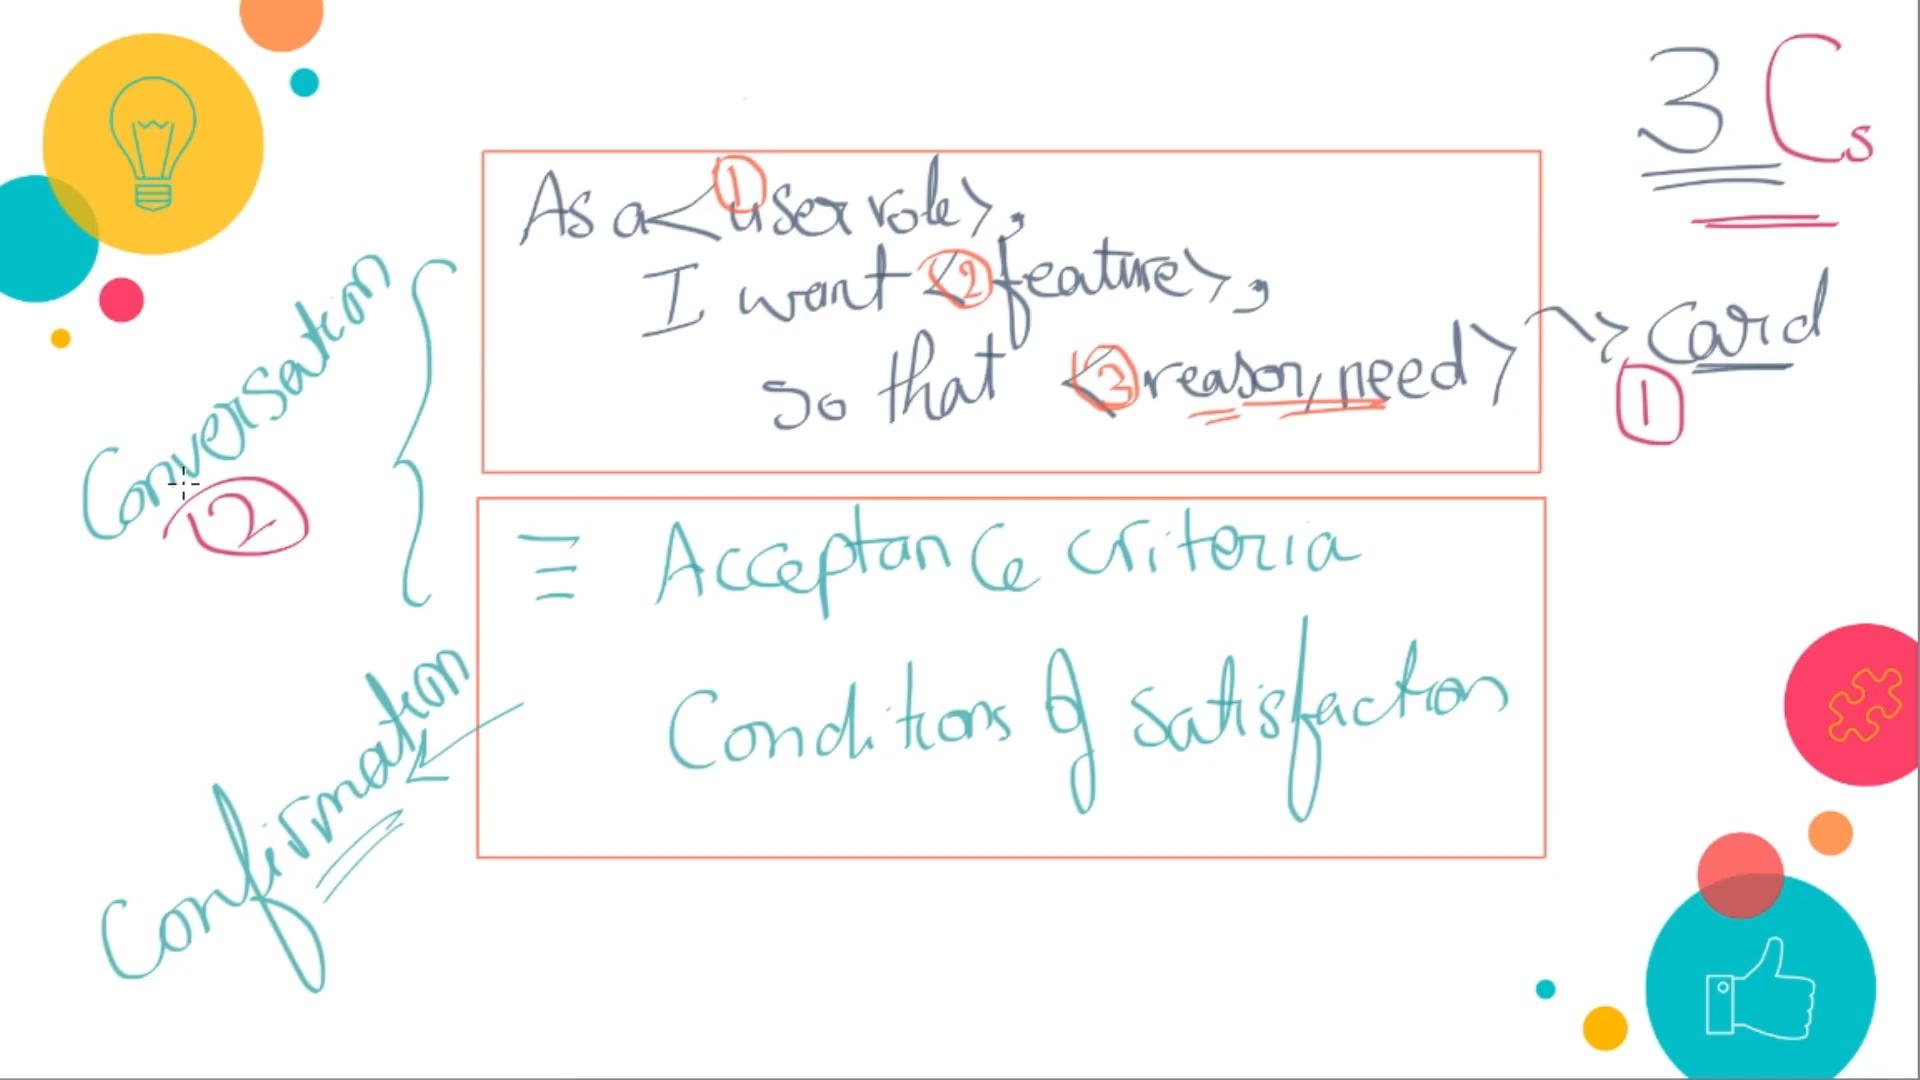 3 Cs
As a <user role>,
1
I want <feature>,
2
so that <reason/need>
3
Card
1
Conversation
2
Acceptance criteria
Conditions of satisfaction
Confirmation